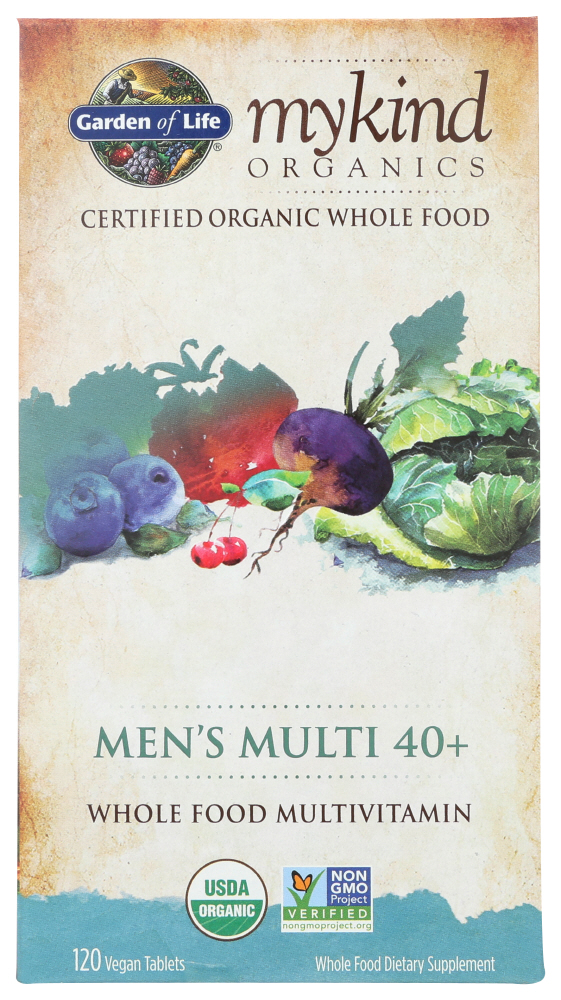 Garden of Life®
mykind
ORGANICS
CERTIFIED ORGANIC WHOLE FOOD
MEN'S MULTI 40+
WHOLE FOOD MULTIVITAMIN
USDA
ORGANIC
NON
GMO
Project
VERIFIED
nongmoproject.org
120 Vegan Tablets
Whole Food Dietary Supplement